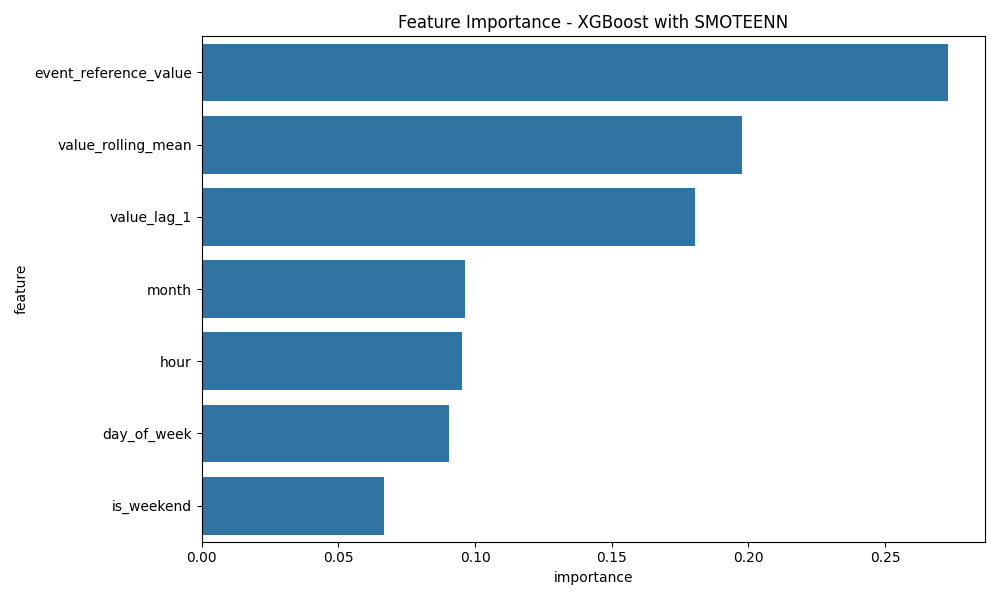 Feature Importance - XGBoost with SMOTEENN
event_reference_value
value_rolling_mean
value_lag_1
month
hour
day_of_week
is_weekend
feature
0.00 0.05 0.10 0.15 0.20 0.25
importance